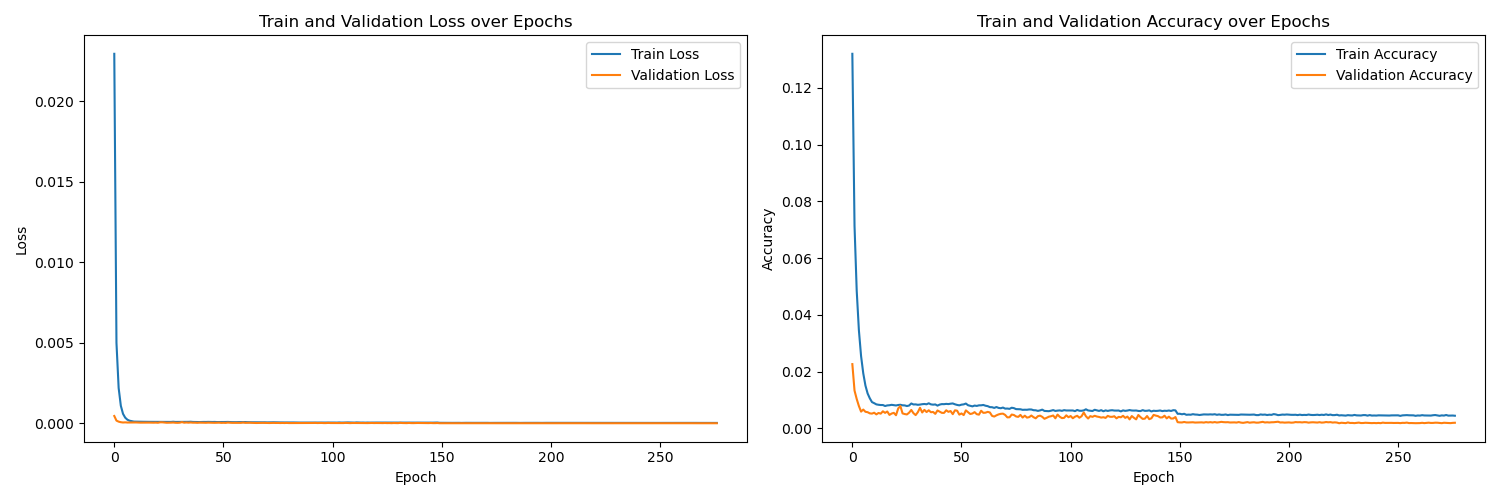 Train and Validation Loss over Epochs
Train Loss
Validation Loss
0.020
0.015
0.010
0.005
0.000
Loss
0
50
100
150
200
250
Epoch
Train and Validation Accuracy over Epochs
Train Accuracy
Validation Accuracy
0.12
0.10
0.08
0.06
0.04
0.02
0.00
Accuracy
0
50
100
150
200
250
Epoch